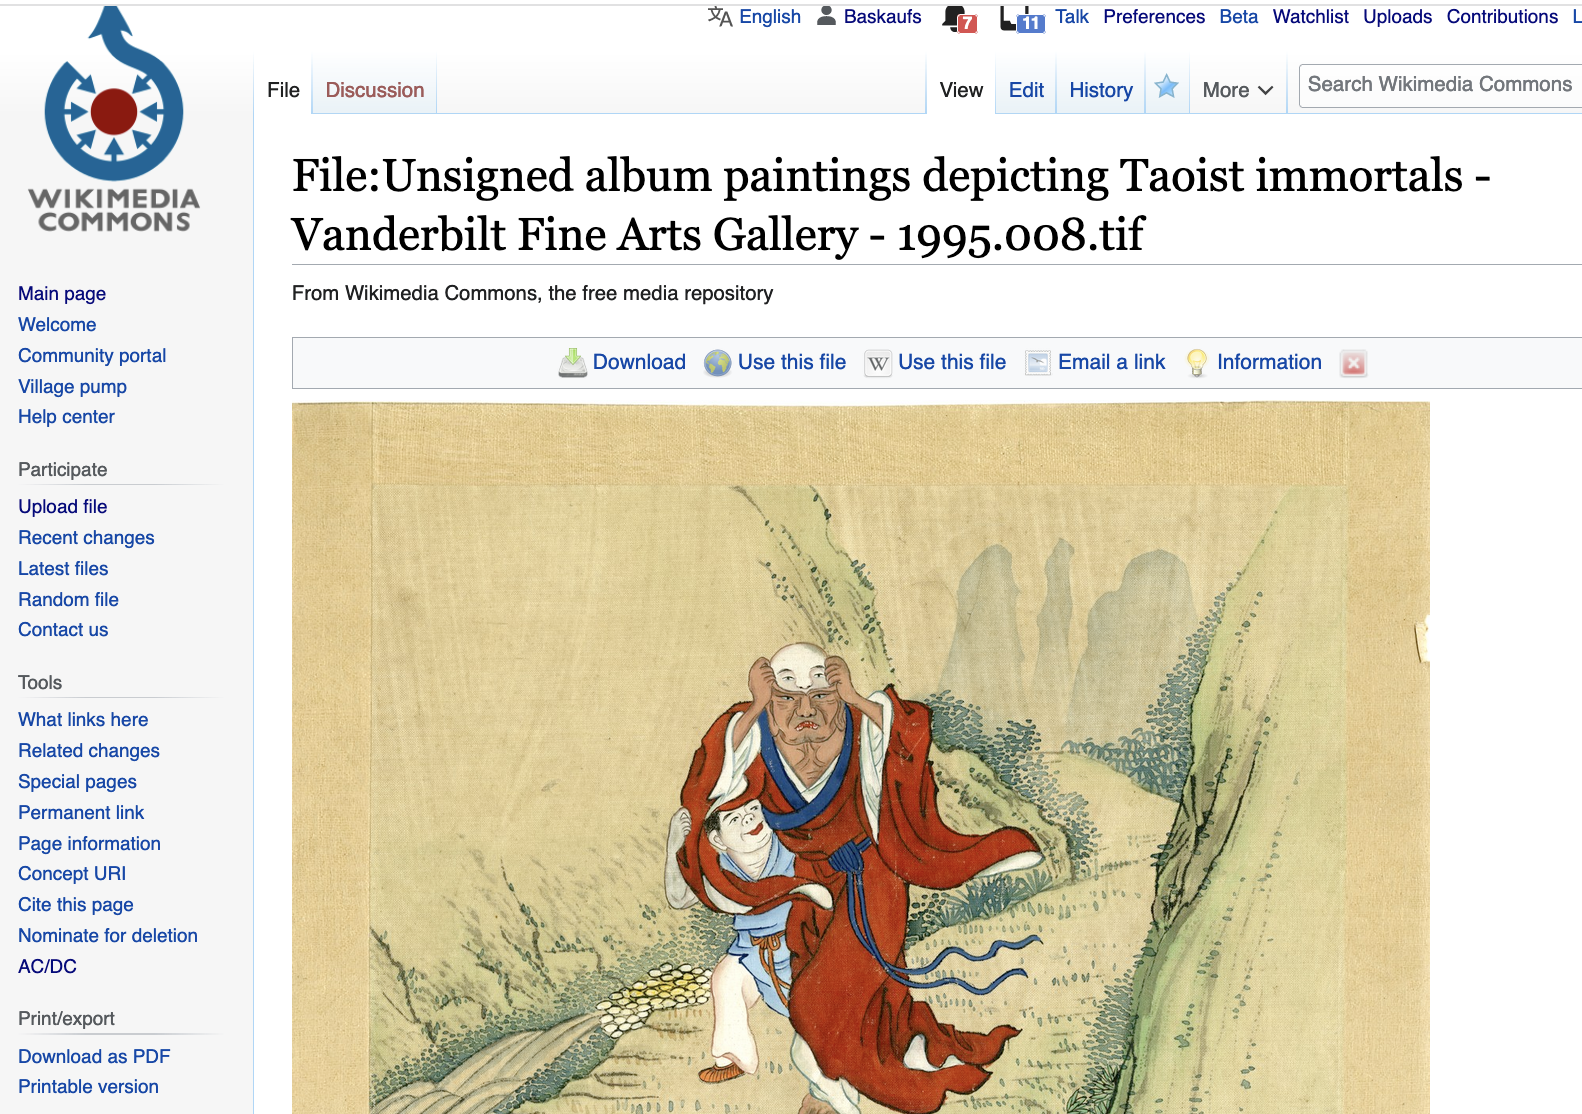 English Baskaufs 7 11 Talk Preferences Beta Watchlist Uploads Contributions
WIKIMEDIA
COMMONS
File Discussion View Edit History More Search Wikimedia Commons
File:Unsigned album paintings depicting Taoist immortals -
Vanderbilt Fine Arts Gallery - 1995.008.tif
From Wikimedia Commons, the free media repository
Download Use this file W Use this file Email a link Information
Main page
Welcome
Community portal
Village pump
Help center
Participate
Upload file
Recent changes
Latest files
Random file
Contact us
Tools
What links here
Related changes
Special pages
Permanent link
Page information
Concept URI
Cite this page
Nominate for deletion
AC/DC
Print/export
Download as PDF
Printable version